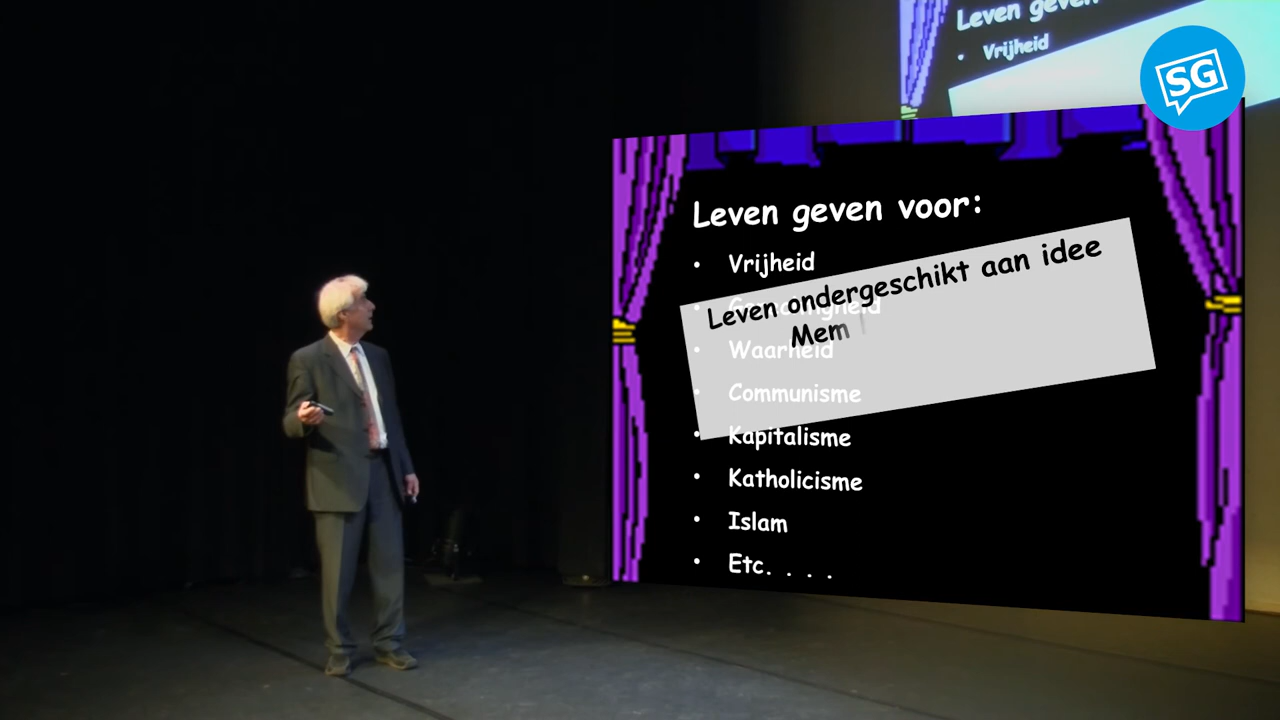 Leven geven
• Vrijheid
SG
Leven geven voor:
• Vrijheid
• Gerechtigheid
• Waarheid
• Communisme
• Kapitalisme
• Katholicisme
• Islam
• Etc. . . . .
Leven ondergeschikt aan idee
Mem